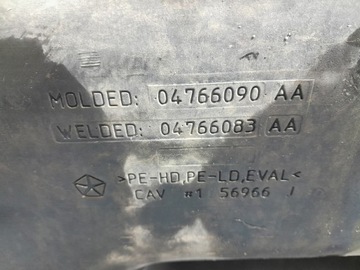 MOLDED: 04766090 AA
WELDED: 04766083 AA
>PE-HD,PE-LD,EVAL<
CAV #1 56966 J